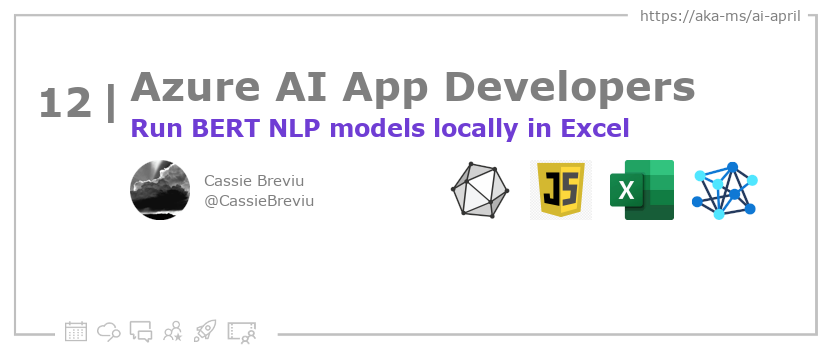 https://aka-ms/ai-april
12 | Azure AI App Developers
Run BERT NLP models locally in Excel
Cassie Breviu
@CassieBreviu
JS
X